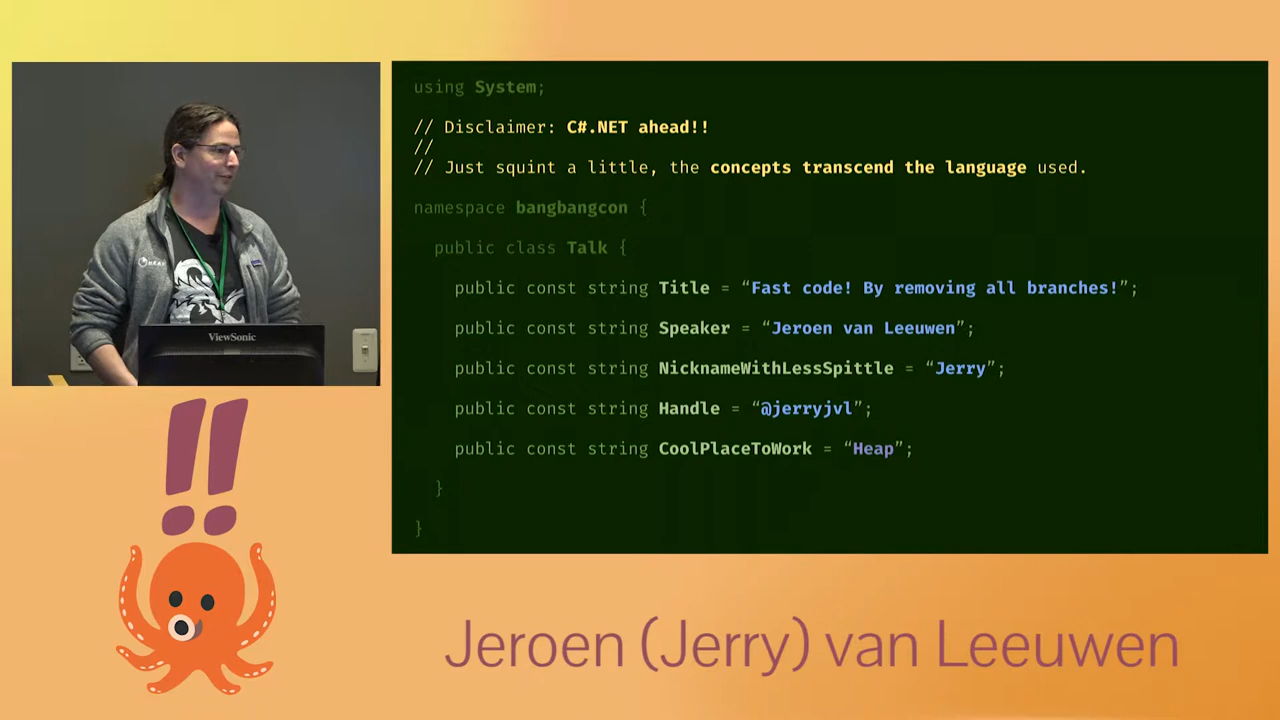 using System;
// Disclaimer: C#.NET ahead!!
//
// Just squint a little, the concepts transcend the language used.
namespace bangbangcon {
public class Talk {
public const string Title = “Fast code! By removing all branches!”;
public const string Speaker = “Jeroen van Leeuwen”;
public const string NicknameWithLessSpittle = “Jerry”;
public const string Handle = “@jerryjvl”;
public const string CoolPlaceToWork = “Heap”;
}
}
ViewSonic
!!
Jeroen (Jerry) van Leeuwen